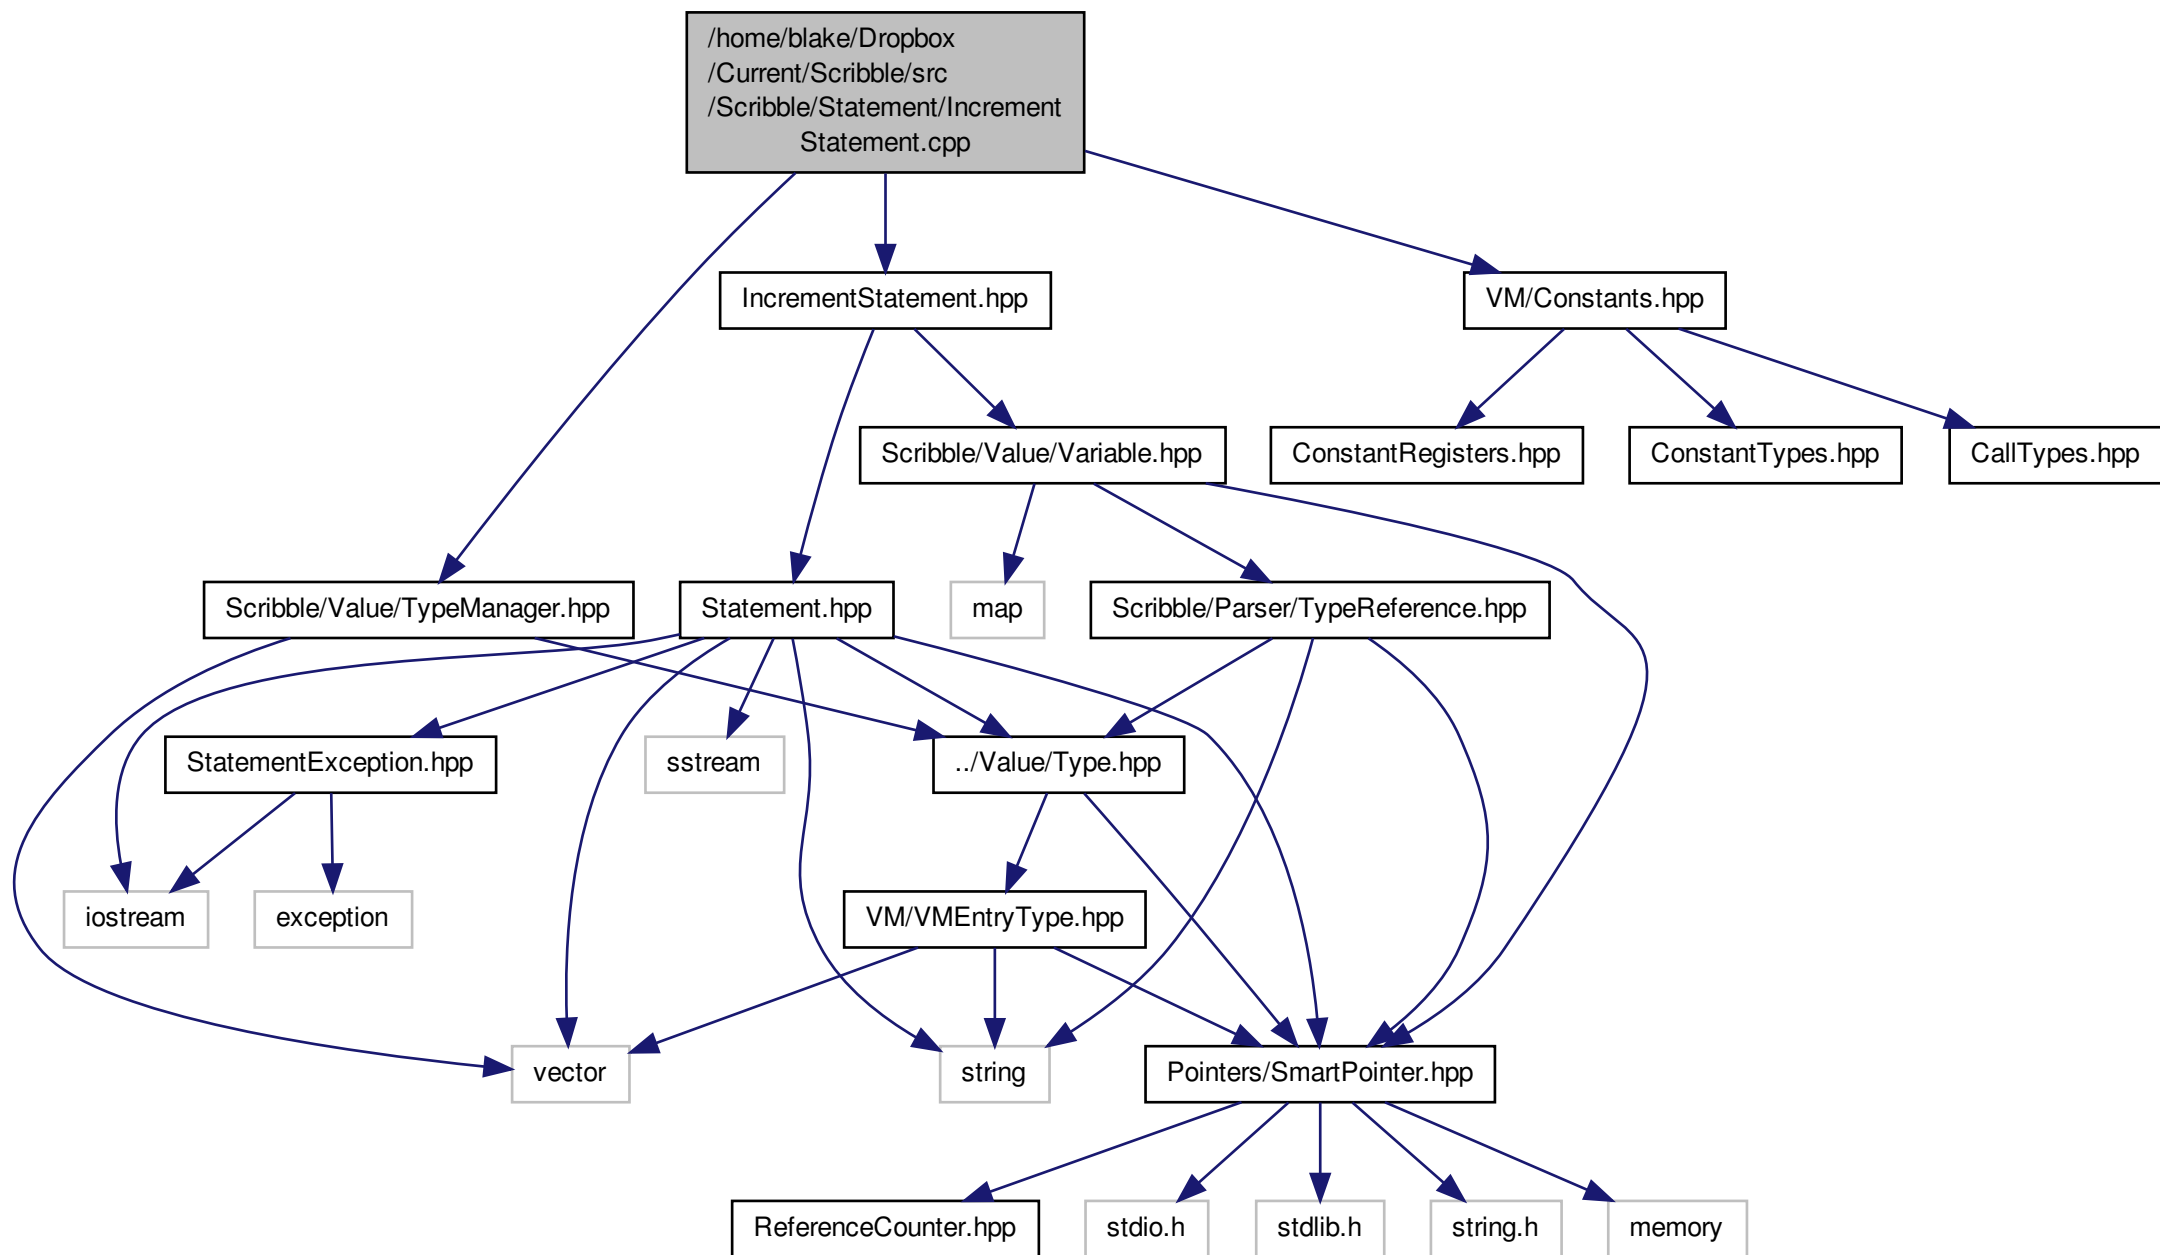 /home/blake/Dropbox
/Current/Scribble/src
/Scribble/Statement/Increment
Statement.cpp
IncrementStatement.hpp
VM/Constants.hpp
Scribble/Value/Variable.hpp
ConstantRegisters.hpp
ConstantTypes.hpp
CallTypes.hpp
Scribble/Value/TypeManager.hpp
Statement.hpp
map
Scribble/Parser/TypeReference.hpp
StatementException.hpp
sstream
../Value/Type.hpp
iostream
exception
VM/VMEntryType.hpp
vector
string
Pointers/SmartPointer.hpp
ReferenceCounter.hpp
stdio.h
stdlib.h
string.h
memory